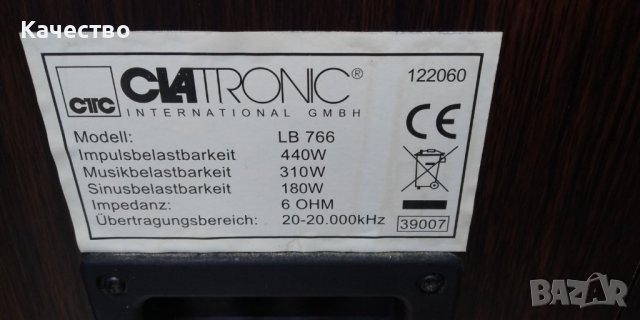 Качество
CTC CLATRONIC® 122060
INTERNATIONAL GMBH
Modell: LB 766
Impulsbelastbarkeit 440W
Musikbelastbarkeit 310W
Sinusbelastbarkeit 180W
Impedanz: 6 OHM
Übertragungsbereich: 20-20.000kHz
CE
39007
BAZAR